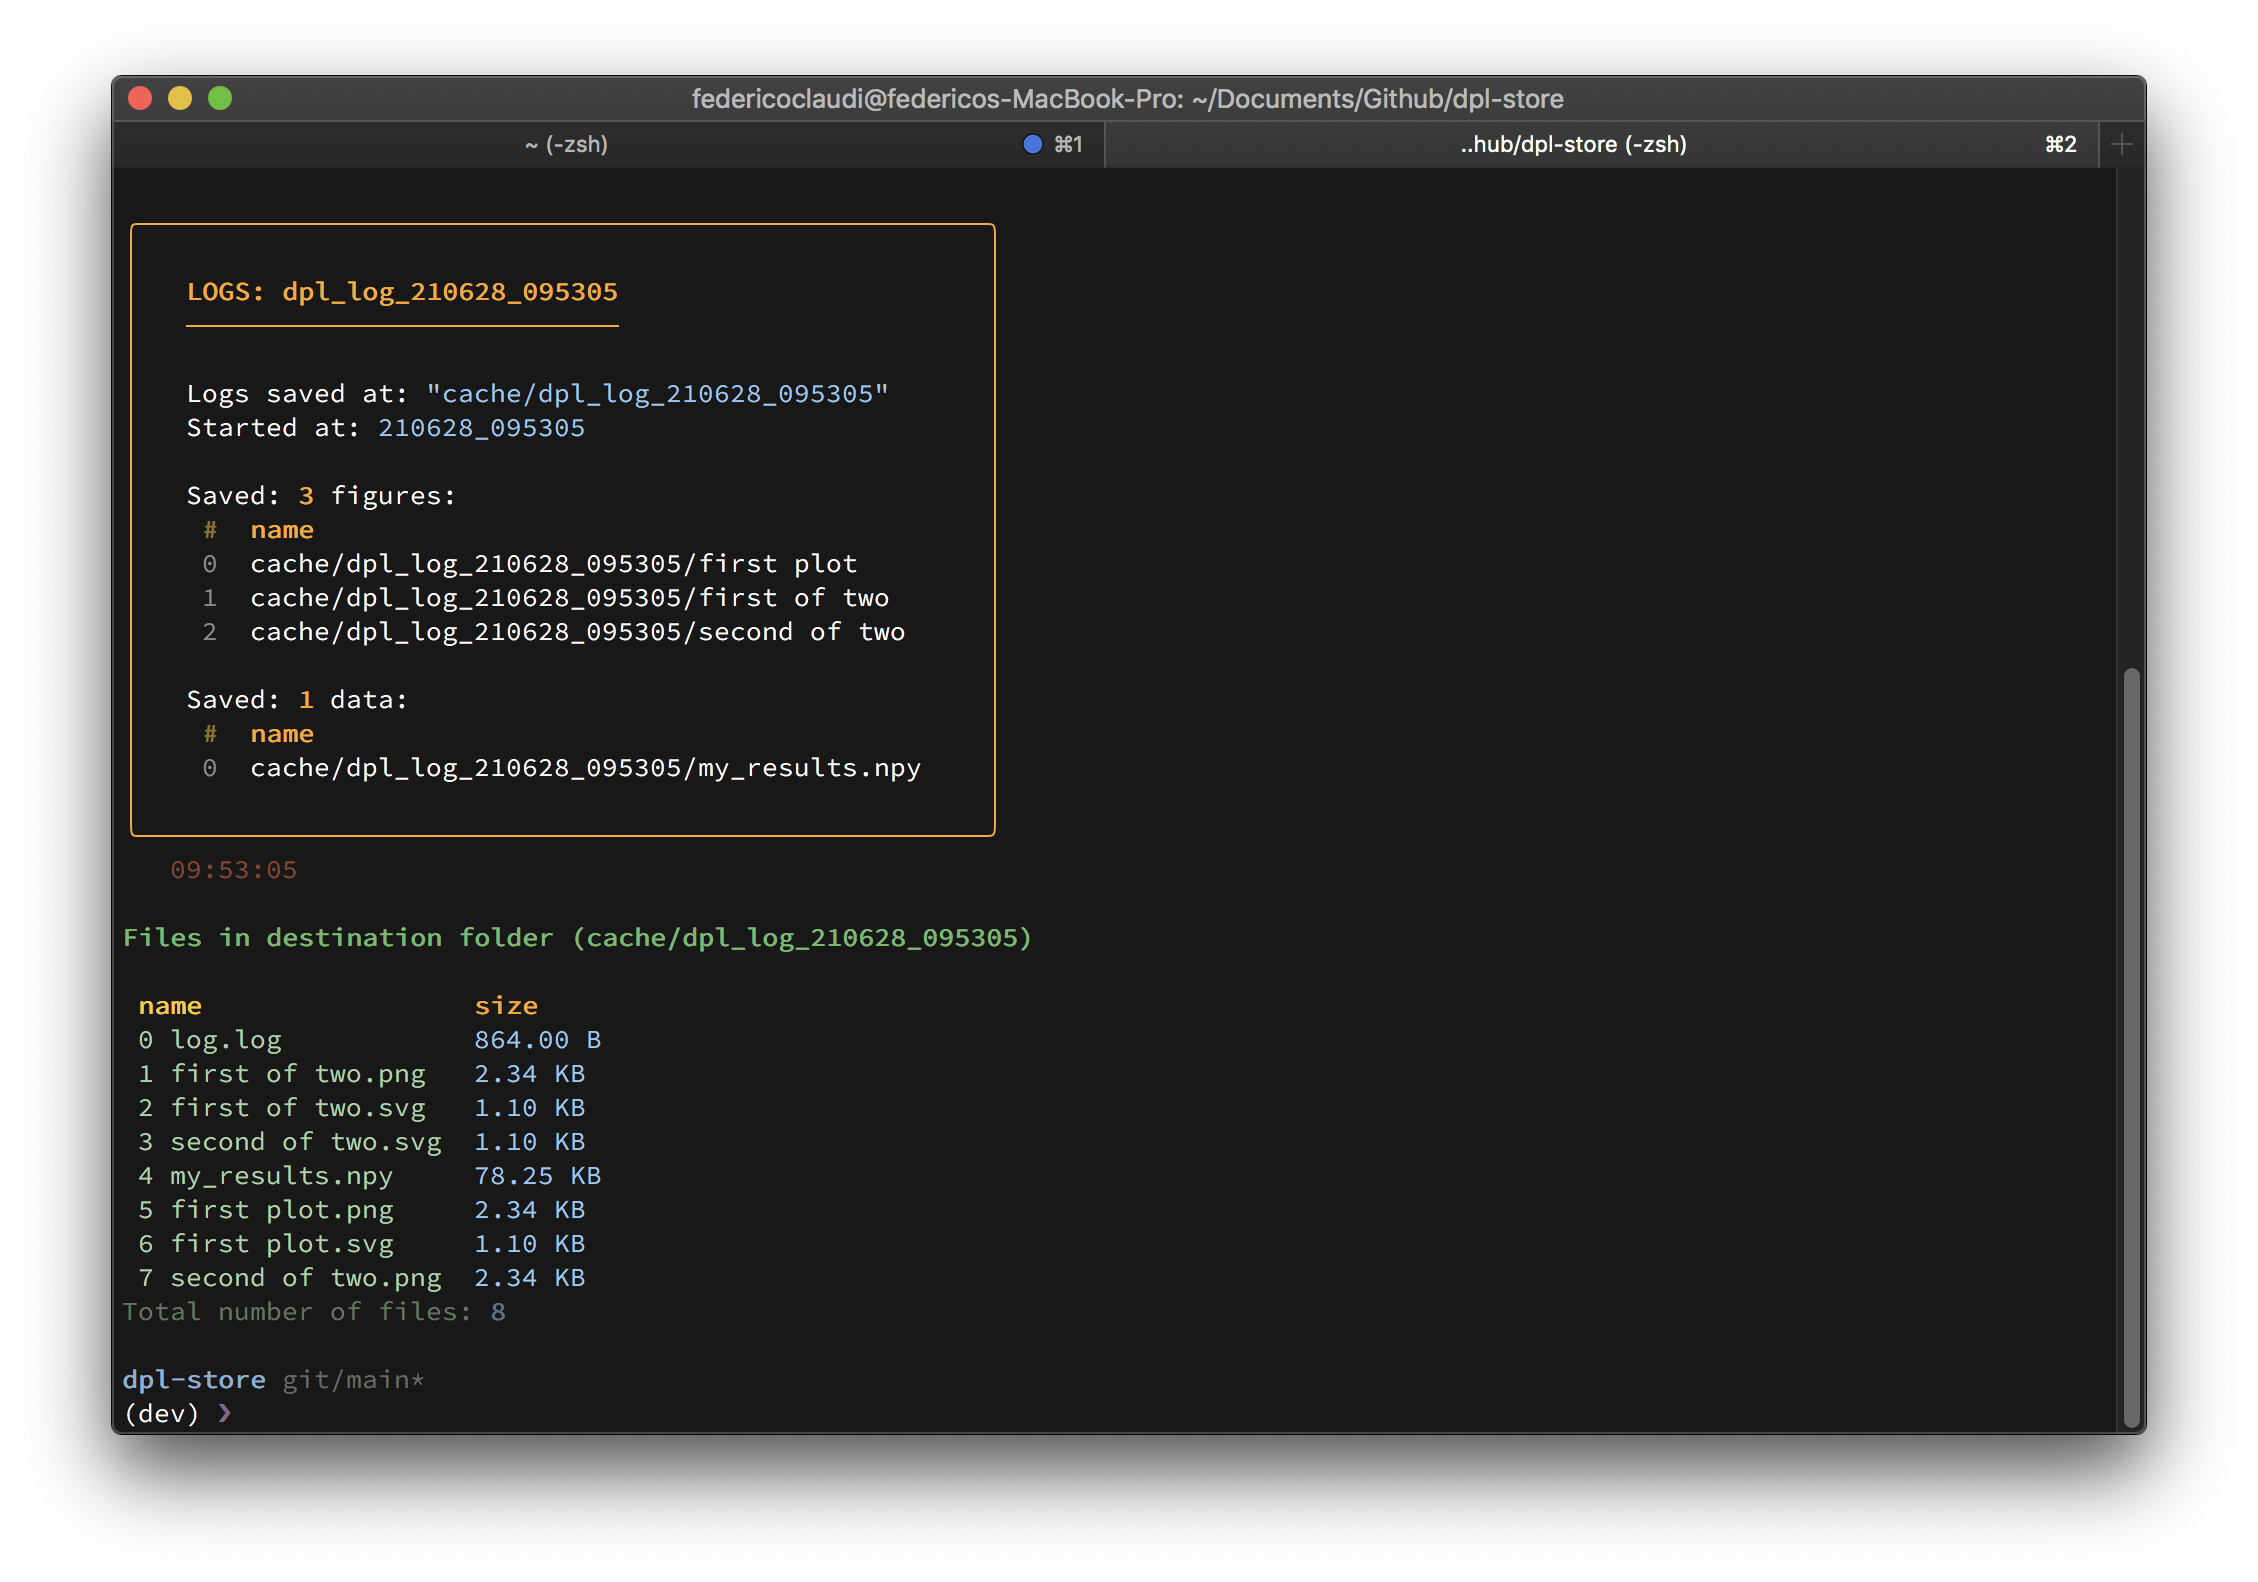 federicoclaudi@federicos-MacBook-Pro: ~/Documents/Github/dpl-store
~ (-zsh) ⌘1 ..hub/dpl-store (-zsh) ⌘2
LOGS: dpl_log_210628_095305
Logs saved at: "cache/dpl_log_210628_095305"
Started at: 210628_095305
Saved: 3 figures:
# name
0 cache/dpl_log_210628_095305/first plot
1 cache/dpl_log_210628_095305/first of two
2 cache/dpl_log_210628_095305/second of two
Saved: 1 data:
# name
0 cache/dpl_log_210628_095305/my_results.npy
09:53:05
Files in destination folder (cache/dpl_log_210628_095305)
name size
0 log.log 864.00 B
1 first of two.png 2.34 KB
2 first of two.svg 1.10 KB
3 second of two.svg 1.10 KB
4 my_results.npy 78.25 KB
5 first plot.png 2.34 KB
6 first plot.svg 1.10 KB
7 second of two.png 2.34 KB
Total number of files: 8
dpl-store git/main*
(dev) ❯